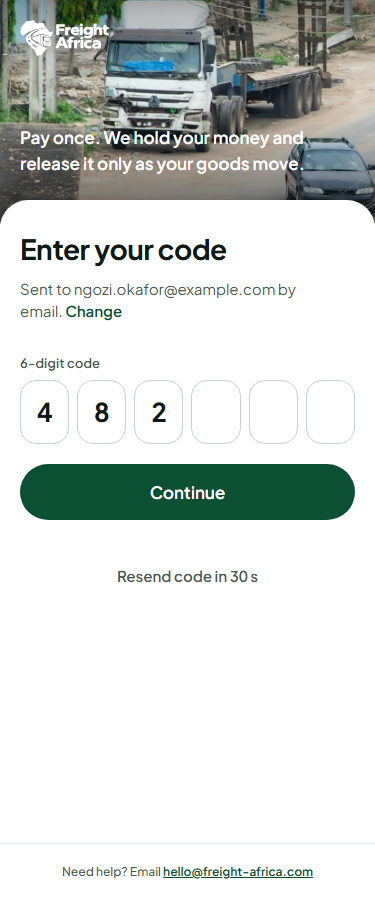 Freight
Africa
Pay once. We hold your money and
release it only as your goods move.
Enter your code
Sent to ngozi.okafor@example.com by
email. Change
6-digit code
4 8 2
Continue
Resend code in 30 s
Need help? Email hello@freight-africa.com